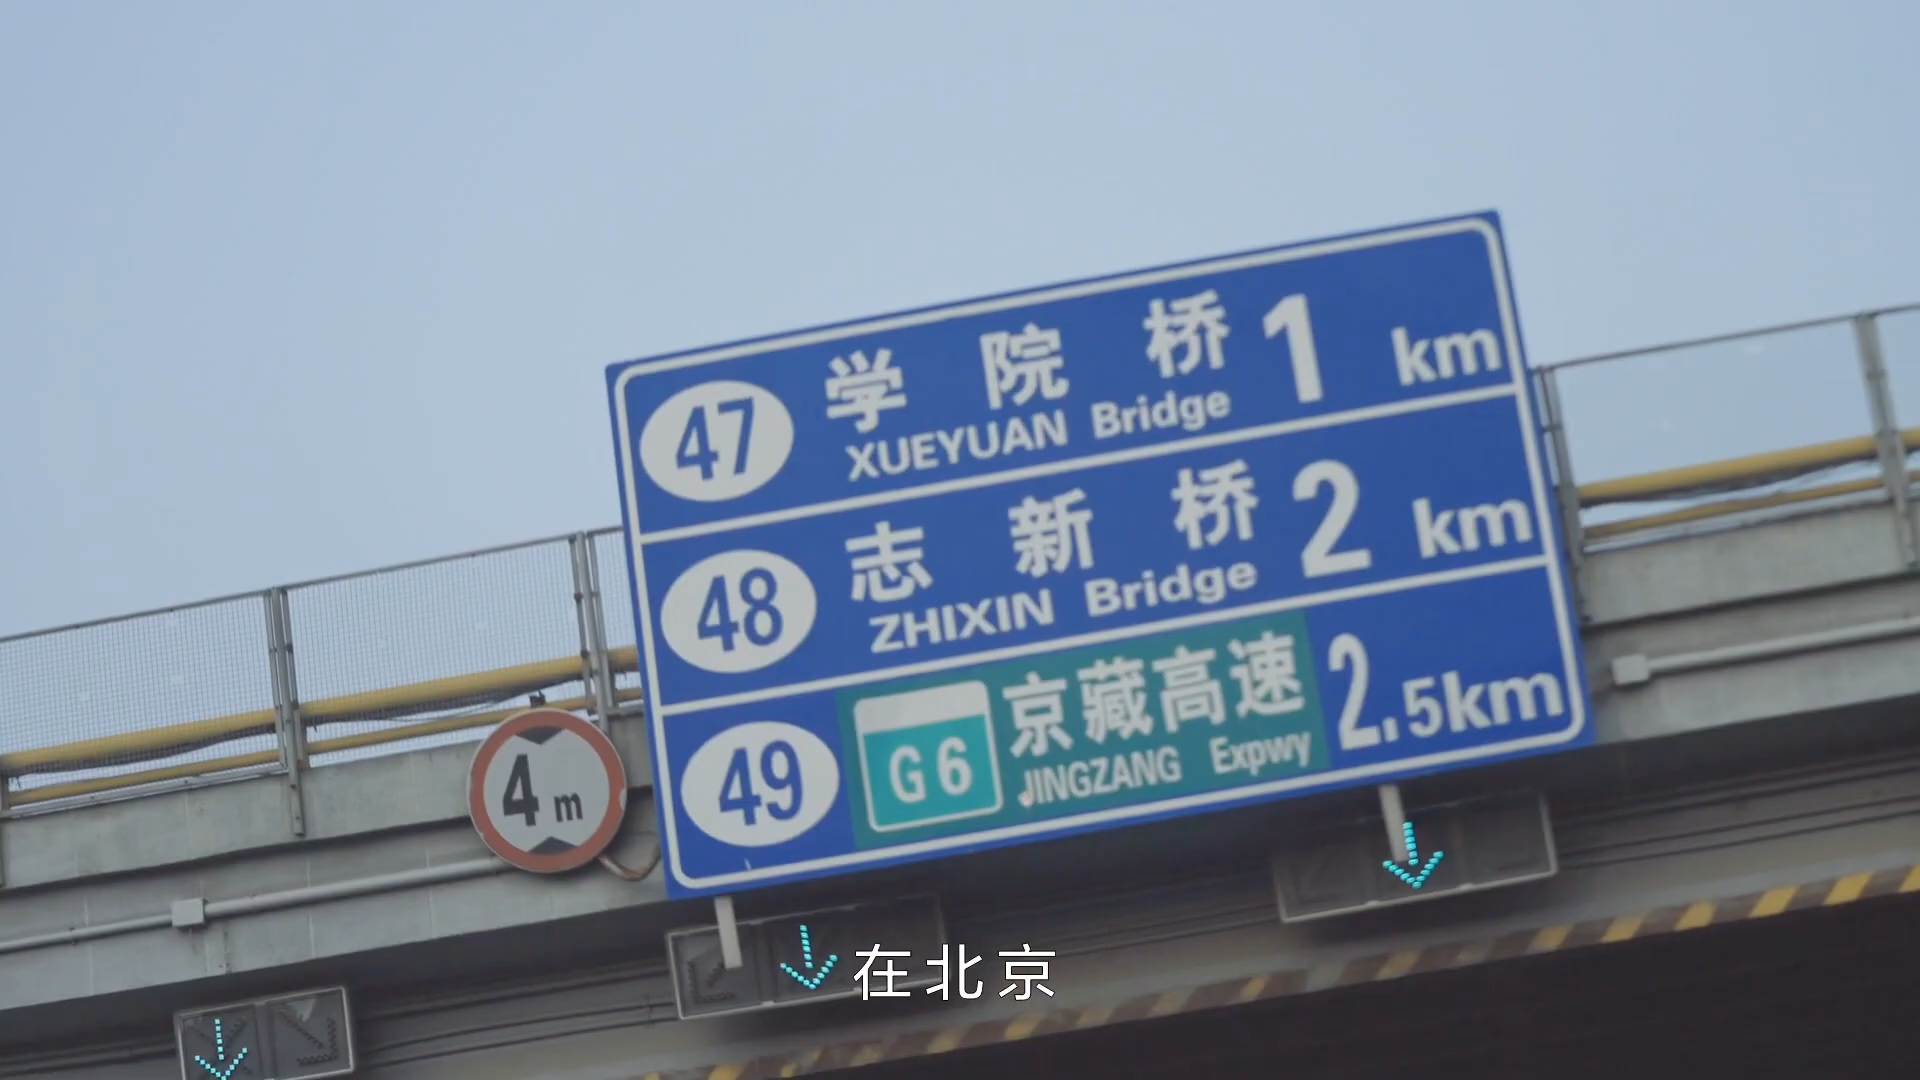 47 学院桥 1 km
XUEYUAN Bridge
48 志新桥 2 km
ZHIXIN Bridge
49 G6 京藏高速 2.5km
JINGZANG Expwy
4 m
在北京